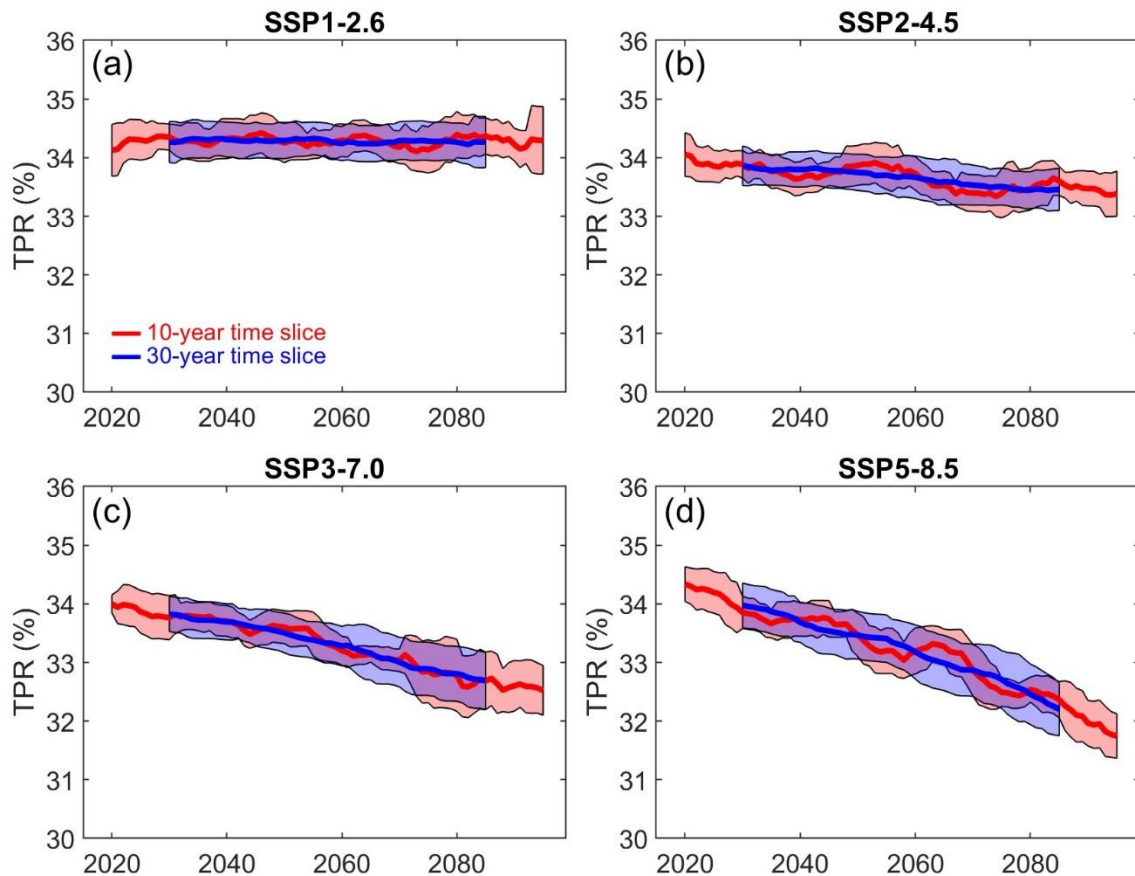 SSP1-2.6
(a)
36
35
34
33
32
31
30
TPR (%)
10-year time slice
30-year time slice
2020 2040 2060 2080
SSP2-4.5
(b)
36
35
34
33
32
31
30
TPR (%)
2020 2040 2060 2080
SSP3-7.0
(c)
36
35
34
33
32
31
30
TPR (%)
2020 2040 2060 2080
SSP5-8.5
(d)
36
35
34
33
32
31
30
TPR (%)
2020 2040 2060 2080